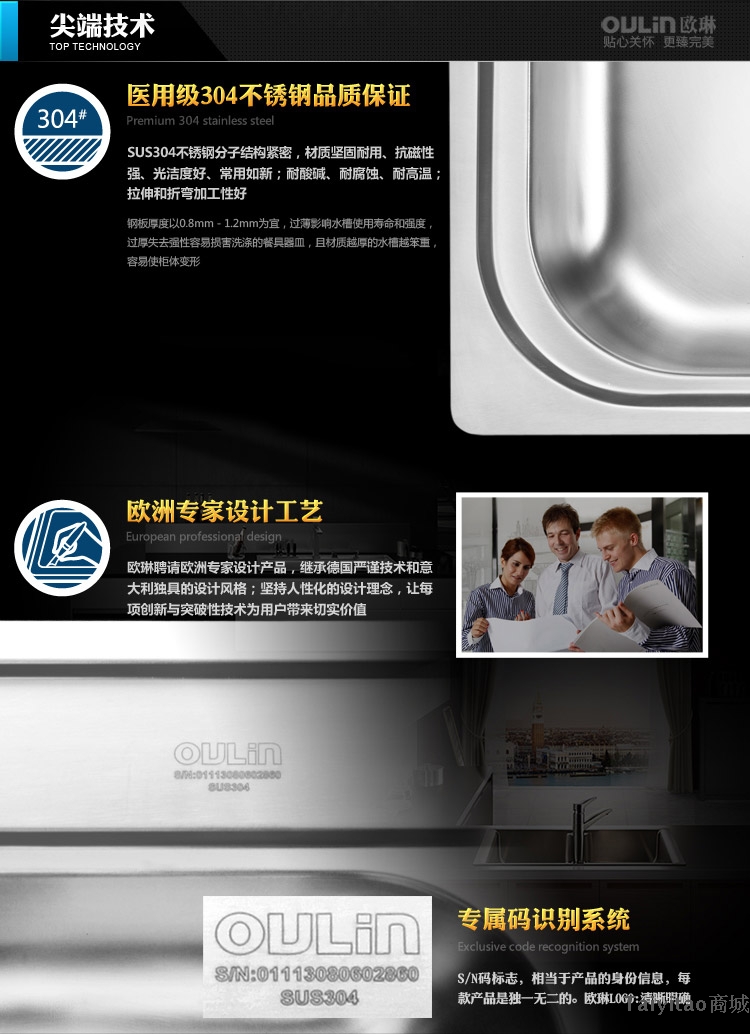 尖端技术
TOP TECHNOLOGY
OULin欧琳
贴心关怀 更臻完美
304#
医用级304不锈钢品质保证
Premium 304 stainless steel
SUS304不锈钢分子结构紧密，材质坚固耐用、抗磁性
强、光洁度好、常用如新；耐酸碱、耐腐蚀、耐高温；
拉伸和折弯加工性好
钢板厚度以0.8mm - 1.2mm为宜，过薄影响水槽使用寿命和强度，
过厚失去强性容易损害洗涤的餐具器皿，且材质越厚的水槽越笨重，
容易使柜体变形
欧洲专家设计工艺
European professional design
欧琳聘请欧洲专家设计产品，继承德国严谨技术和意
大利独具的设计风格；坚持人性化的设计理念，让每
项创新与突破性技术为用户带来切实价值
OULin
S/N:01113080602860
SUS304
OULin
S/N:01113080602860
SUS304
专属码识别系统
Exclusive code recognition system
S/N码标志，相当于产品的身份信息，每
款产品是独一无二的。欧琳LOGO:清晰明确
Taiyitao商城